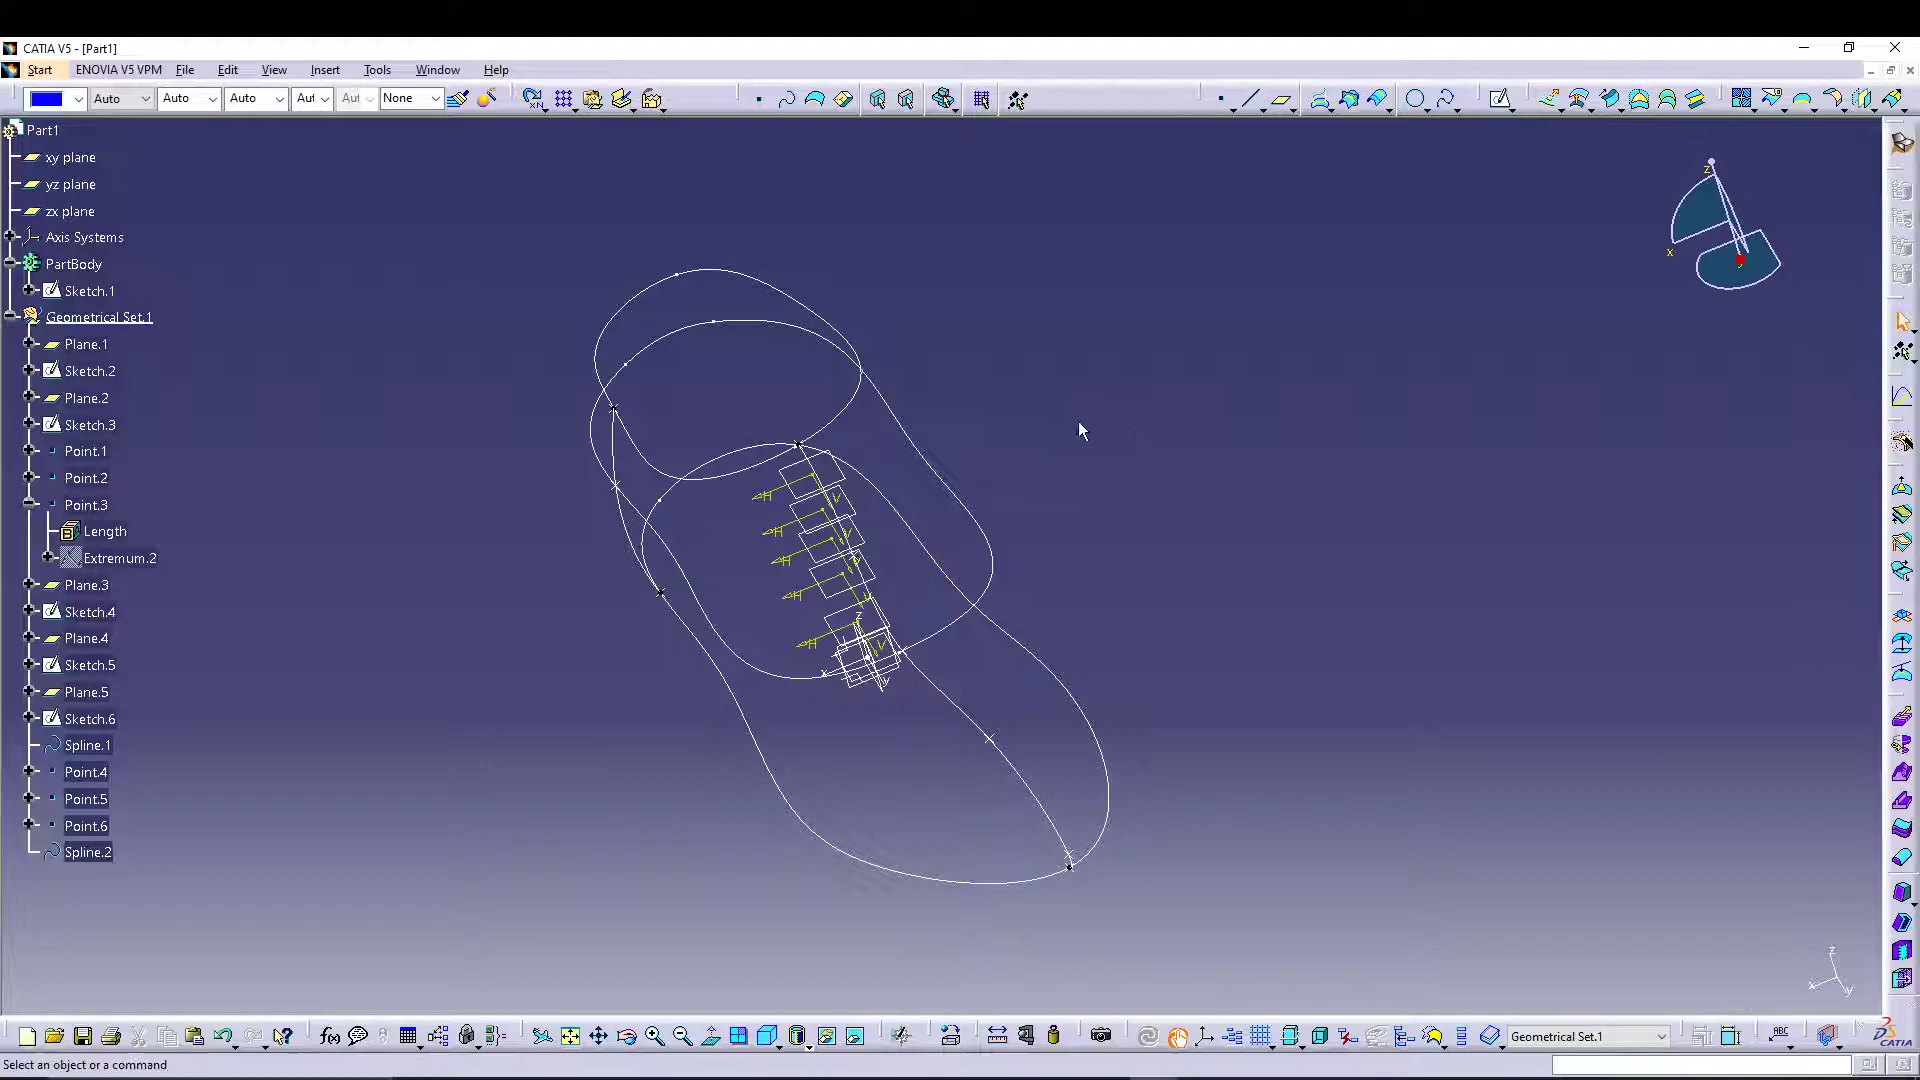 CATIA V5 - [Part1]
Start ENOVIA V5 VPM File Edit View Insert Tools Window Help
Auto Auto Auto Aut Aut None
Part1
xy plane
yz plane
zx plane
Axis Systems
PartBody
Sketch.1
Geometrical Set.1
Plane.1
Sketch.2
Plane.2
Sketch.3
Point.1
Point.2
Point.3
Length
Extremum.2
Plane.3
Sketch.4
Plane.4
Sketch.5
Plane.5
Sketch.6
Spline.1
Point.4
Point.5
Point.6
Spline.2
z
x
H V
H V
H
H V
z
H V
x
z
x y
Geometrical Set.1
ABC
CATIA
Select an object or a command